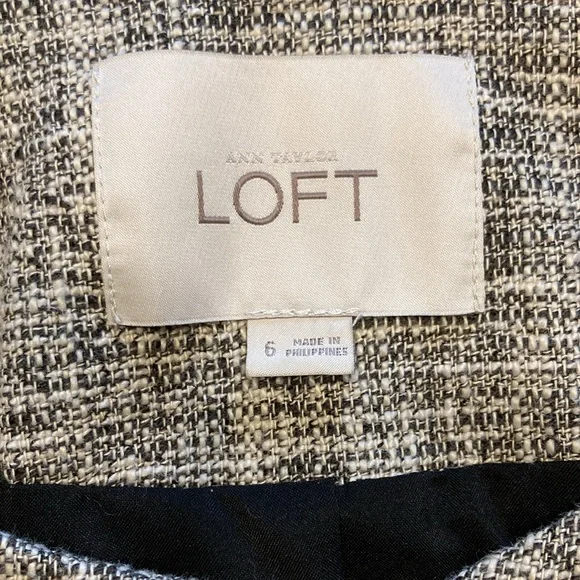 ANN TAYLOR
LOFT
6 MADE IN
PHILIPPINES